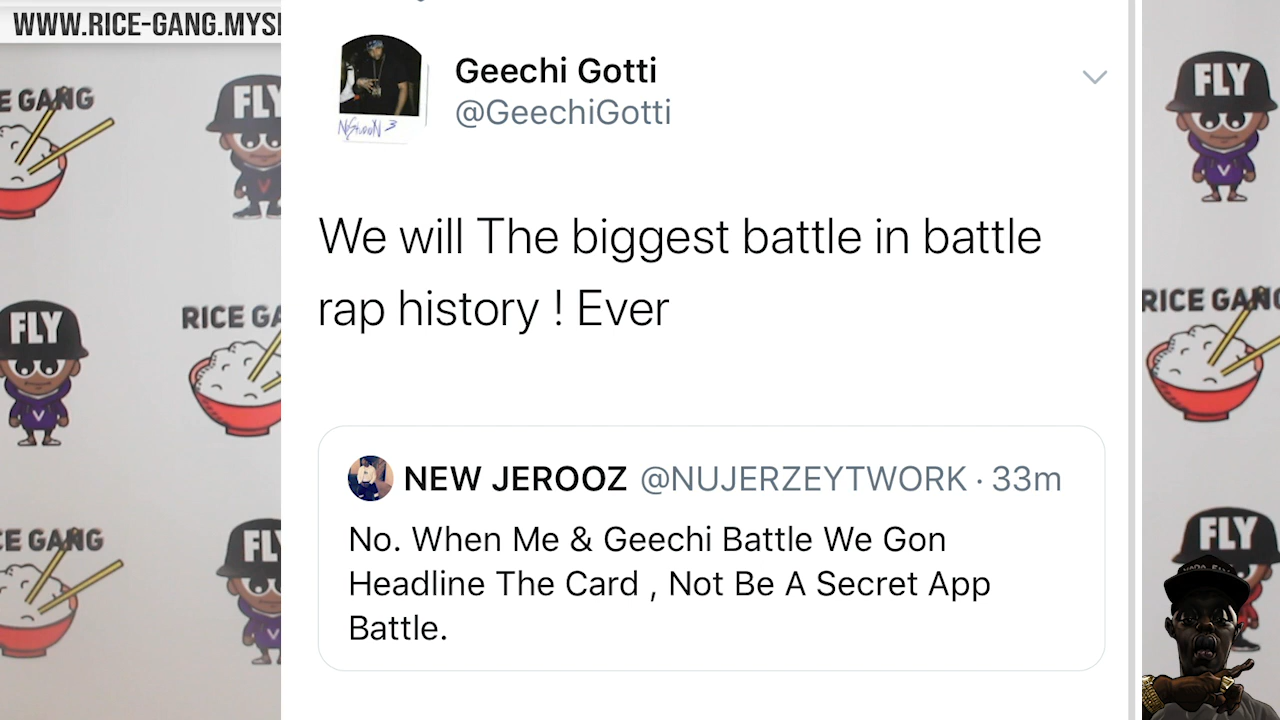 WWW.RICE-GANG.MYS
E GANG
FLY
FLY
Geechi Gotti
@GeechiGotti
We will The biggest battle in battle
rap history ! Ever
FLY
RICE GA
RICE GANG
NEW JEROOZ @NUJERZEYTWORK · 33m
No. When Me & Geechi Battle We Gon
Headline The Card , Not Be A Secret App
Battle.
CE GANG
FL
FLY